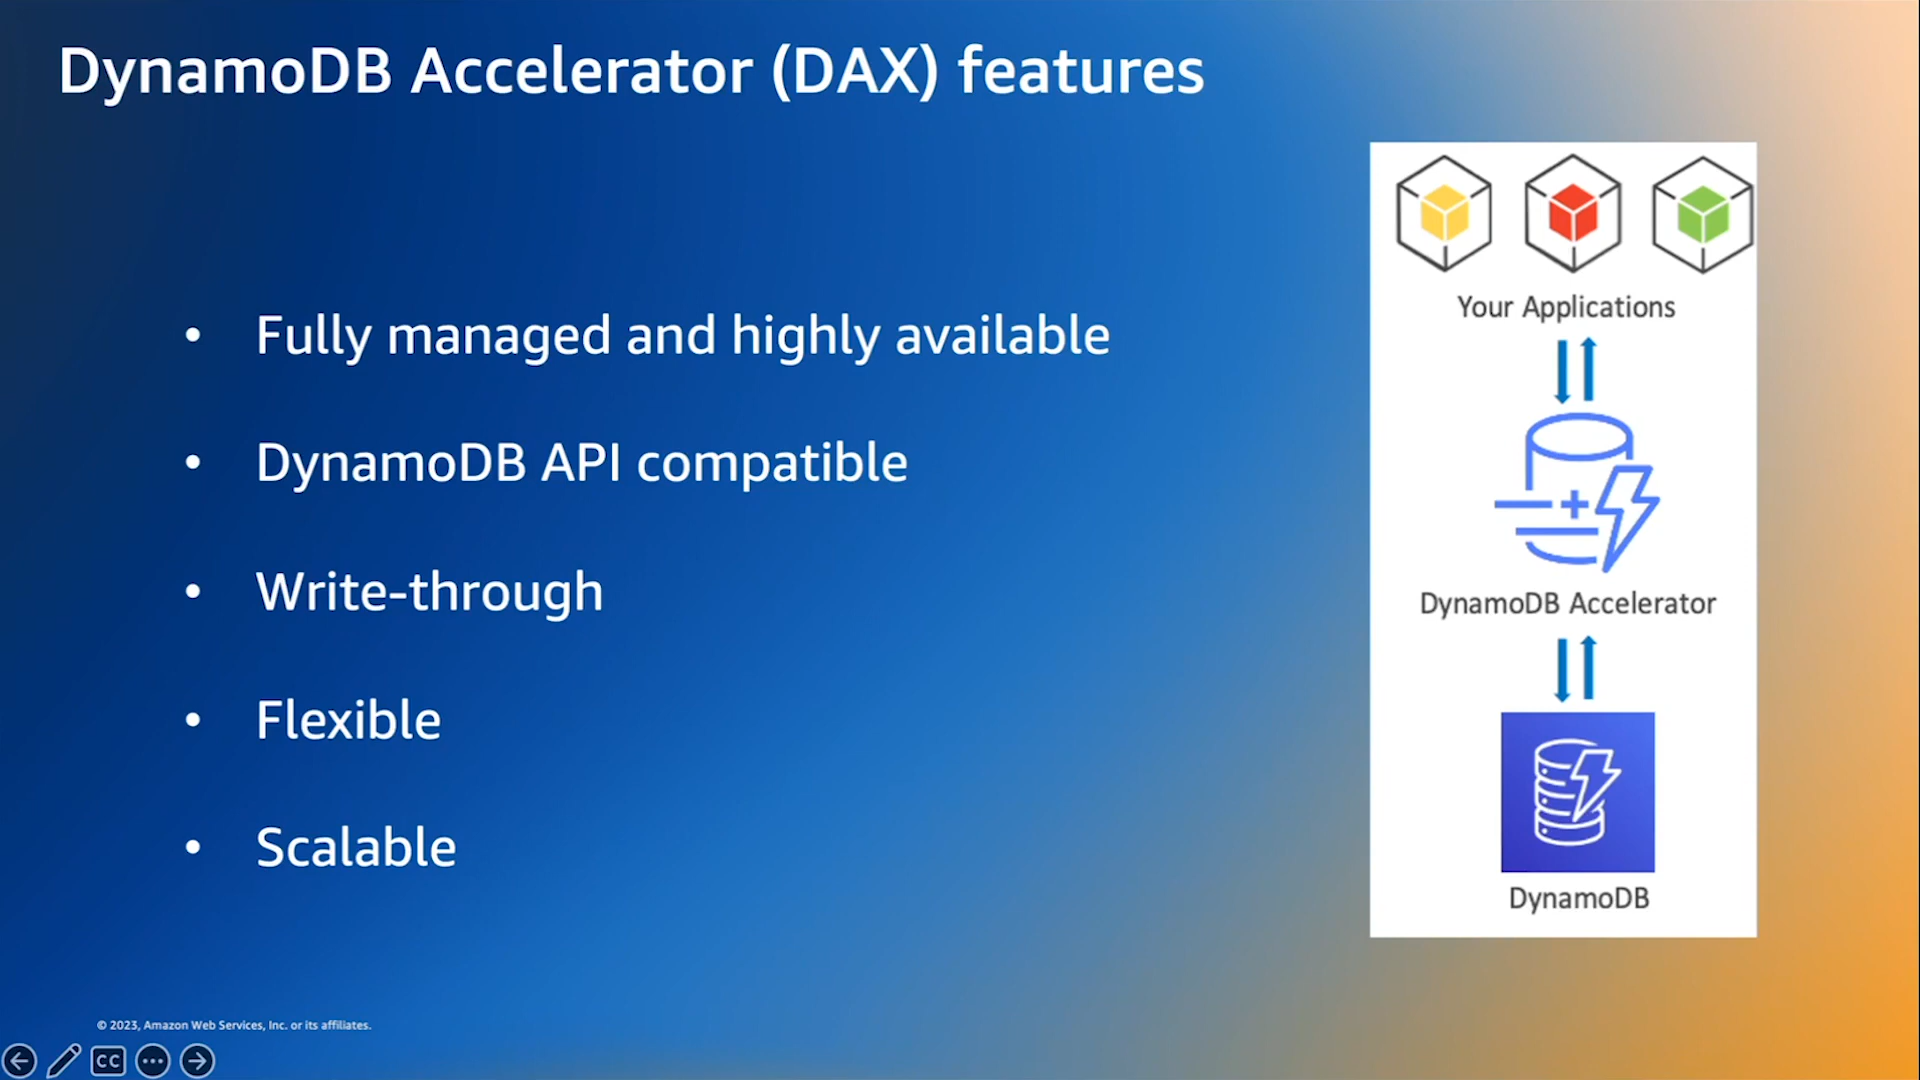 DynamoDB Accelerator (DAX) features
• Fully managed and highly available
• DynamoDB API compatible
• Write-through
• Flexible
• Scalable
Your Applications
DynamoDB Accelerator
DynamoDB
© 2023, Amazon Web Services, Inc. or its affiliates.
CC